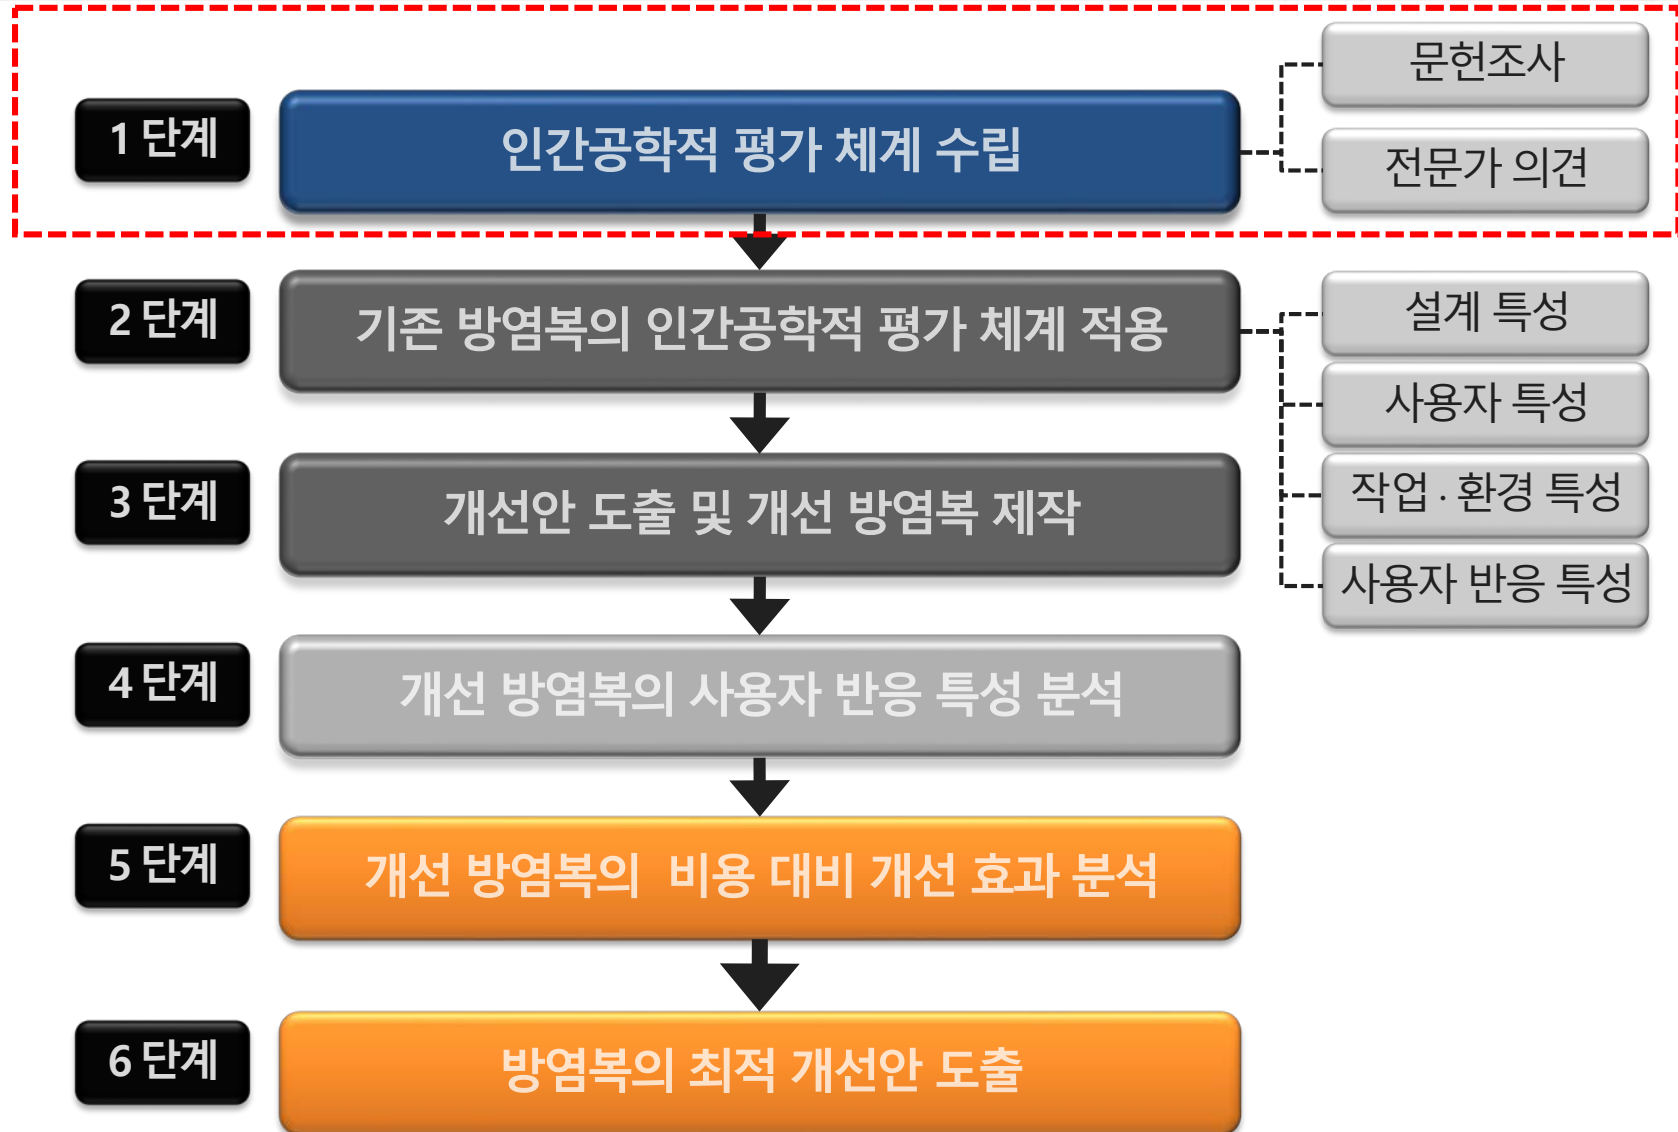 문헌조사
1 단계
인간공학적 평가 체계 수립
전문가 의견
2 단계
기존 방염복의 인간공학적 평가 체계 적용
설계 특성
사용자 특성
3 단계
개선안 도출 및 개선 방염복 제작
작업 · 환경 특성
사용자 반응 특성
4 단계
개선 방염복의 사용자 반응 특성 분석
5 단계
개선 방염복의 비용 대비 개선 효과 분석
6 단계
방염복의 최적 개선안 도출